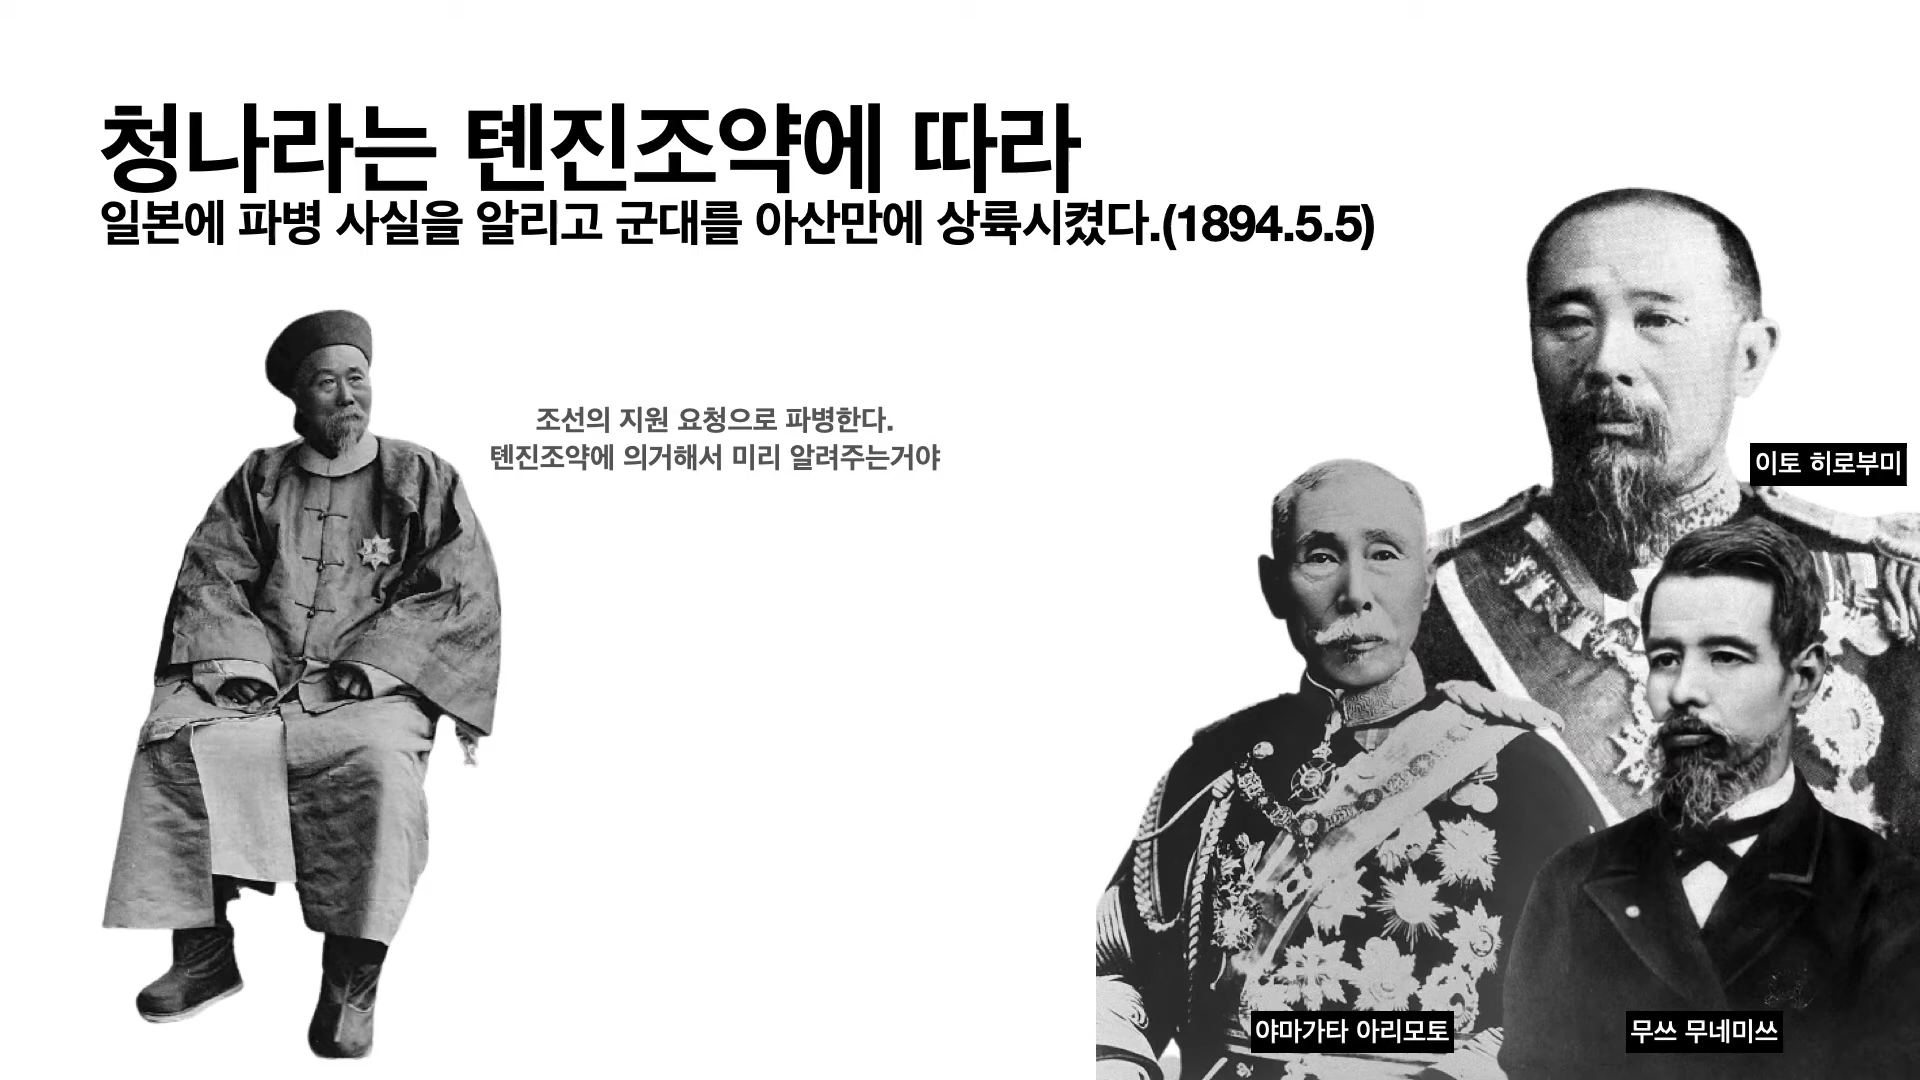 청나라는 톈진조약에 따라
일본에 파병 사실을 알리고 군대를 아산만에 상륙시켰다.(1894.5.5)
조선의 지원 요청으로 파병한다.
톈진조약에 의거해서 미리 알려주는거야
이토 히로부미
야마가타 아리모토
무쓰 무네미쓰